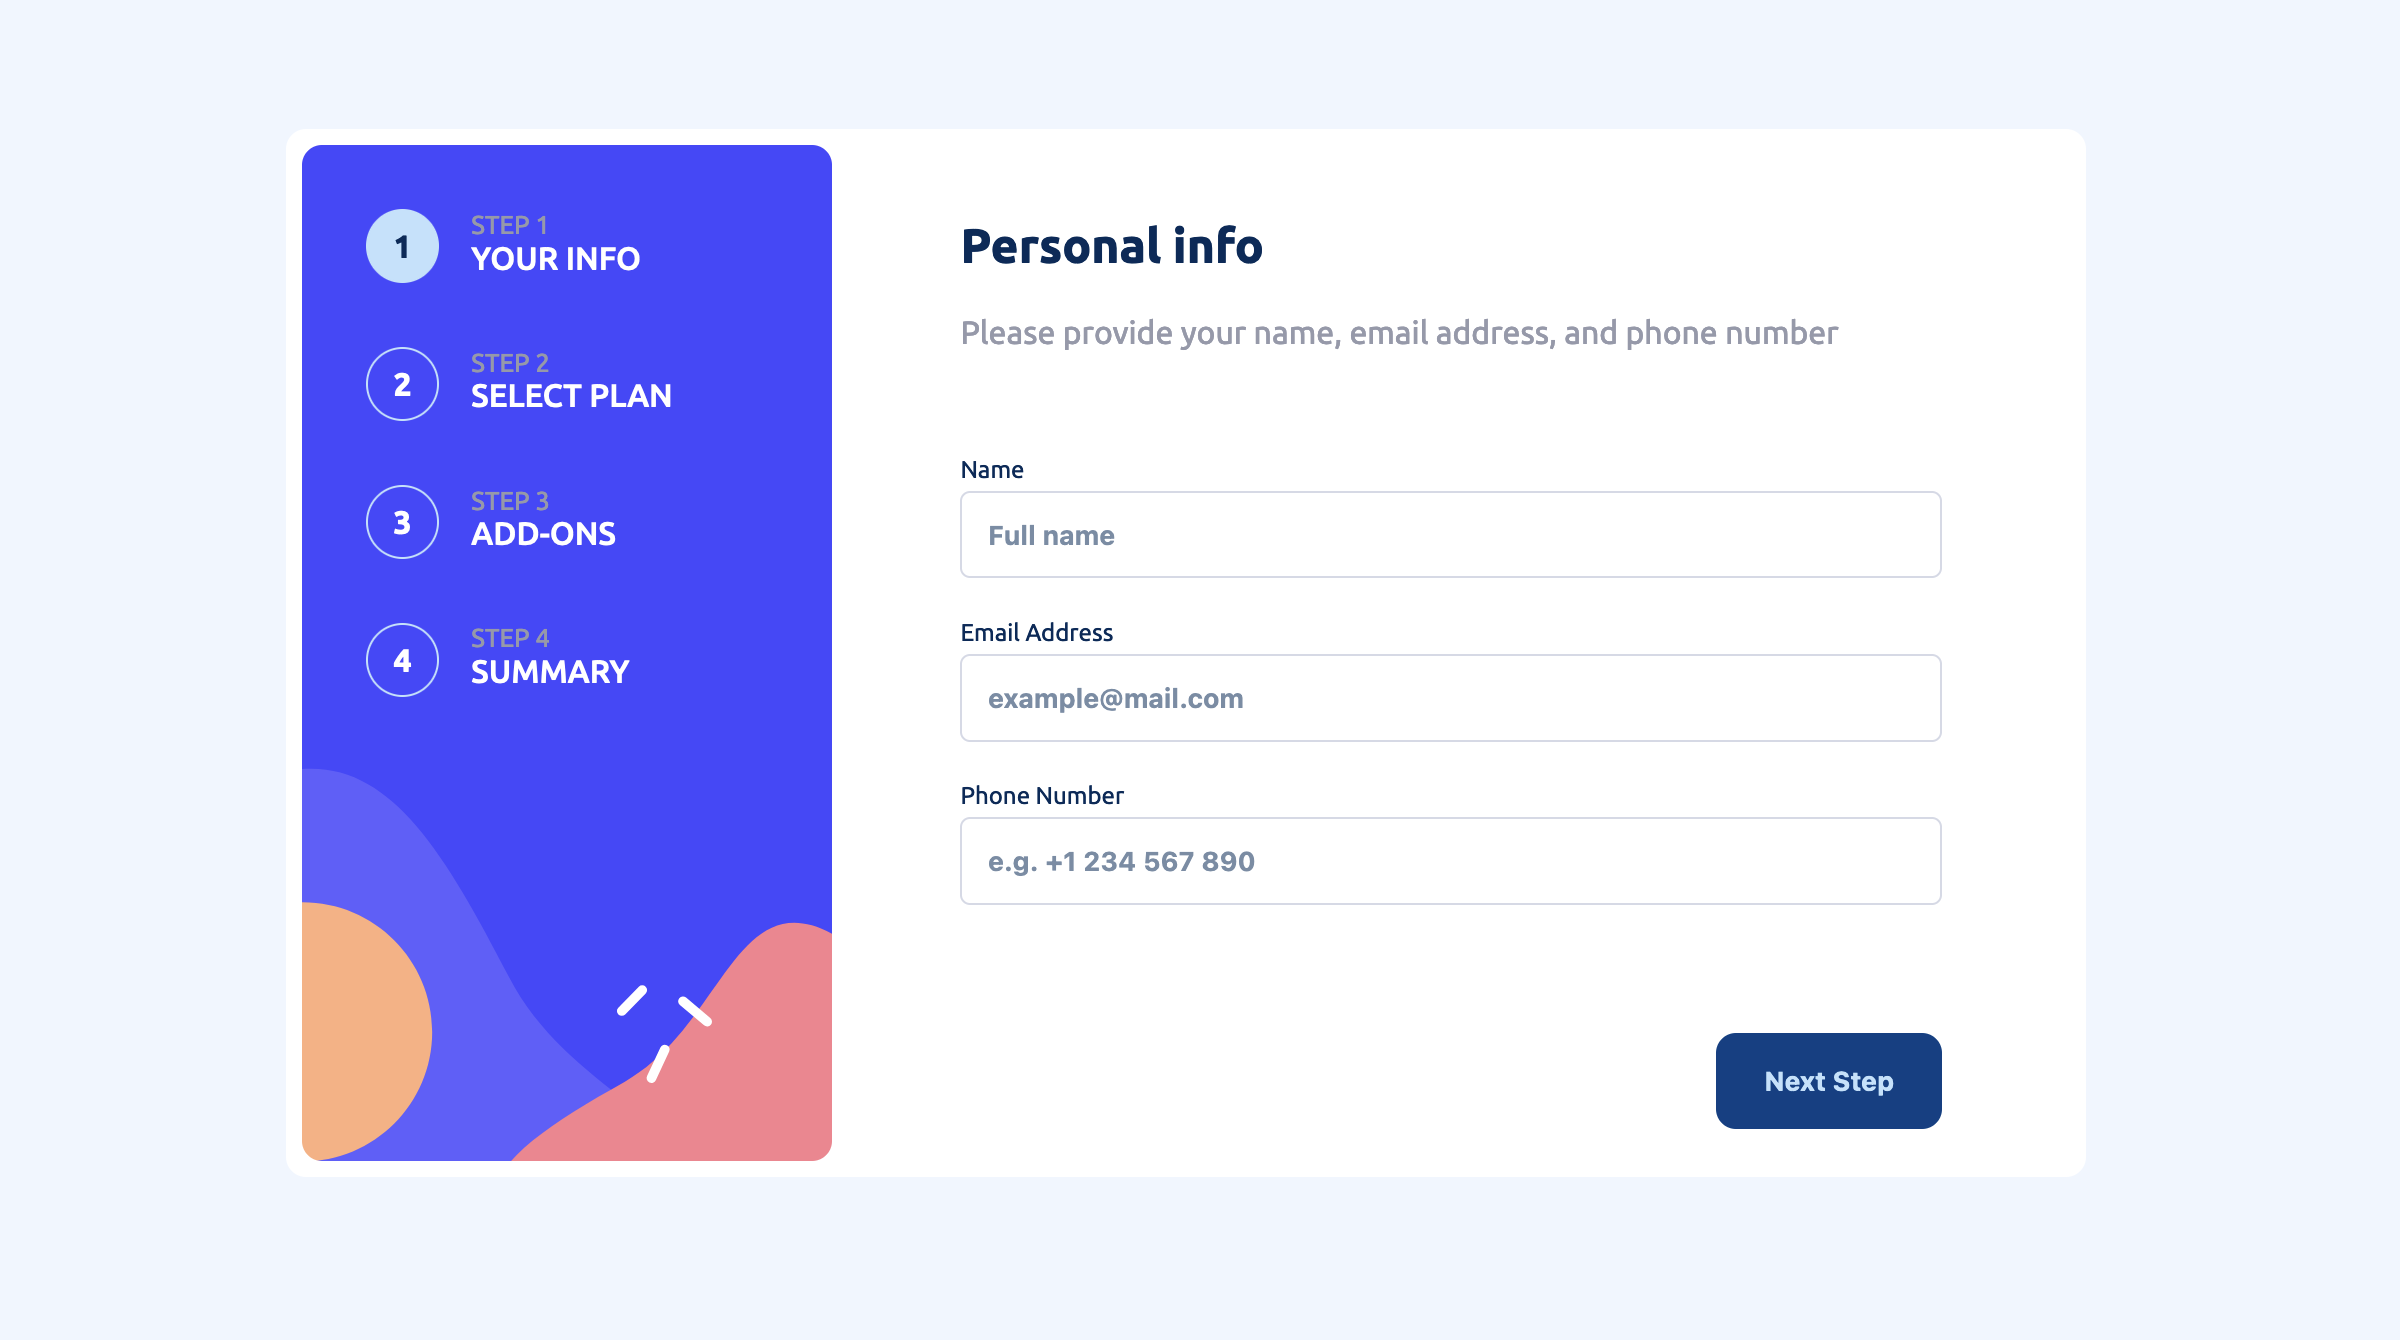 1
STEP 1
YOUR INFO
2
STEP 2
SELECT PLAN
3
STEP 3
ADD-ONS
4
STEP 4
SUMMARY
Personal info
Please provide your name, email address, and phone number
Name
Full name
Email Address
example@mail.com
Phone Number
e.g. +1 234 567 890
Next Step